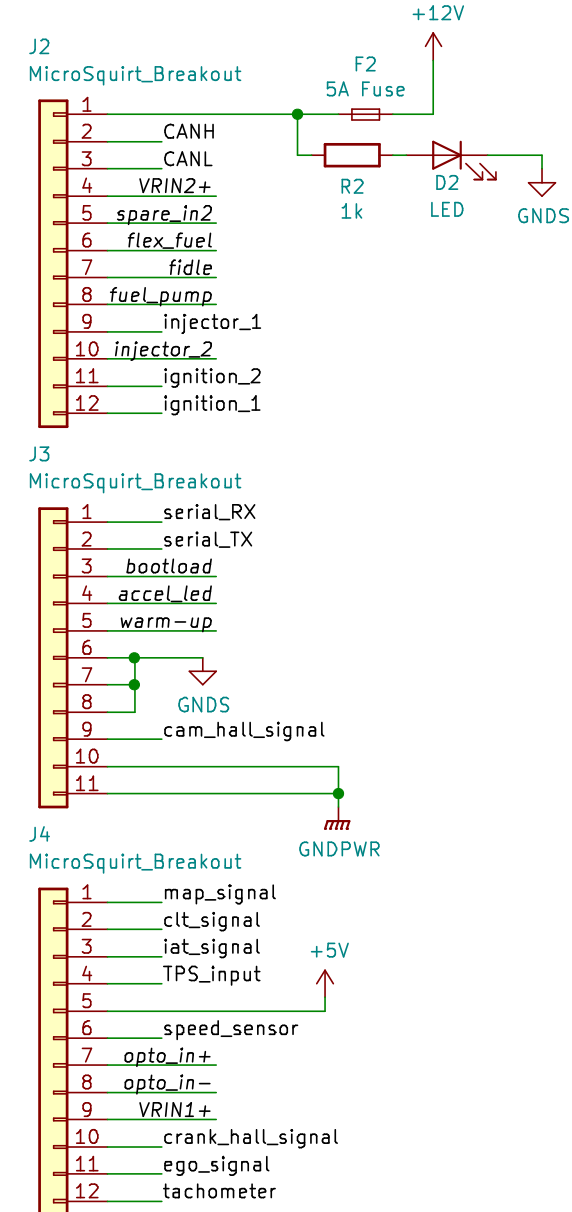 +12V
J2
MicroSquirt_Breakout
F2
5A Fuse
1
2 CANH
3 CANL
4 VRIN2+
5 spare_in2
6 flex_fuel
7 fidle
8 fuel_pump
9 injector_1
10 injector_2
11 ignition_2
12 ignition_1
R2
1k
D2
LED
GNDS
J3
MicroSquirt_Breakout
1 serial_RX
2 serial_TX
3 bootload
4 accel_led
5 warm-up
6
7
8
GNDS
9 cam_hall_signal
10
11
GNDPWR
J4
MicroSquirt_Breakout
1 map_signal
2 clt_signal
3 iat_signal
4 TPS_input
+5V
5
6 speed_sensor
7 opto_in+
8 opto_in-
9 VRIN1+
10 crank_hall_signal
11 ego_signal
12 tachometer